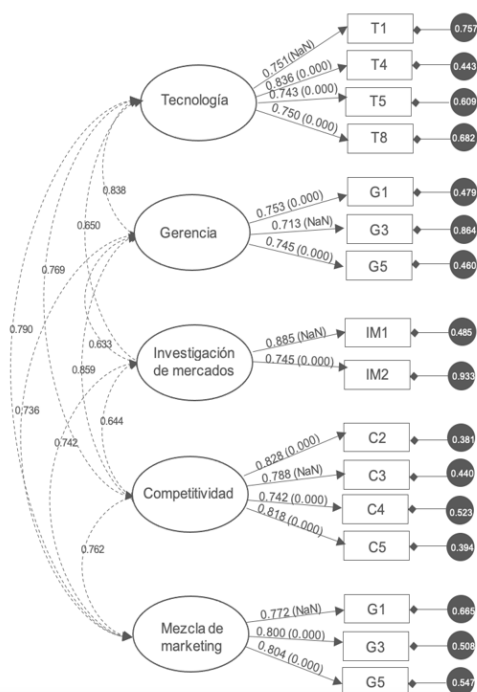 T1
0.757
0.751(NaN)
T4
0.443
0.836 (0.000)
Tecnología
T5
0.609
0.743 (0.000)
T8
0.682
0.750 (0.000)
0.838
G1
0.479
0.753 (0.000)
Gerencia
G3
0.864
0.713 (NaN)
G5
0.460
0.745 (0.000)
0.650
0.769
0.790
0.633
0.859
0.736
0.742
0.644
Investigación
de mercados
IM1
0.485
0.885 (NaN)
IM2
0.933
0.745 (0.000)
C2
0.381
0.828 (0.000)
Competitividad
C3
0.440
0.788 (NaN)
C4
0.523
0.742 (0.000)
C5
0.394
0.818 (0.000)
0.762
G1
0.665
0.772 (NaN)
Mezcla de
marketing
G3
0.508
0.800 (0.000)
G5
0.547
0.804 (0.000)